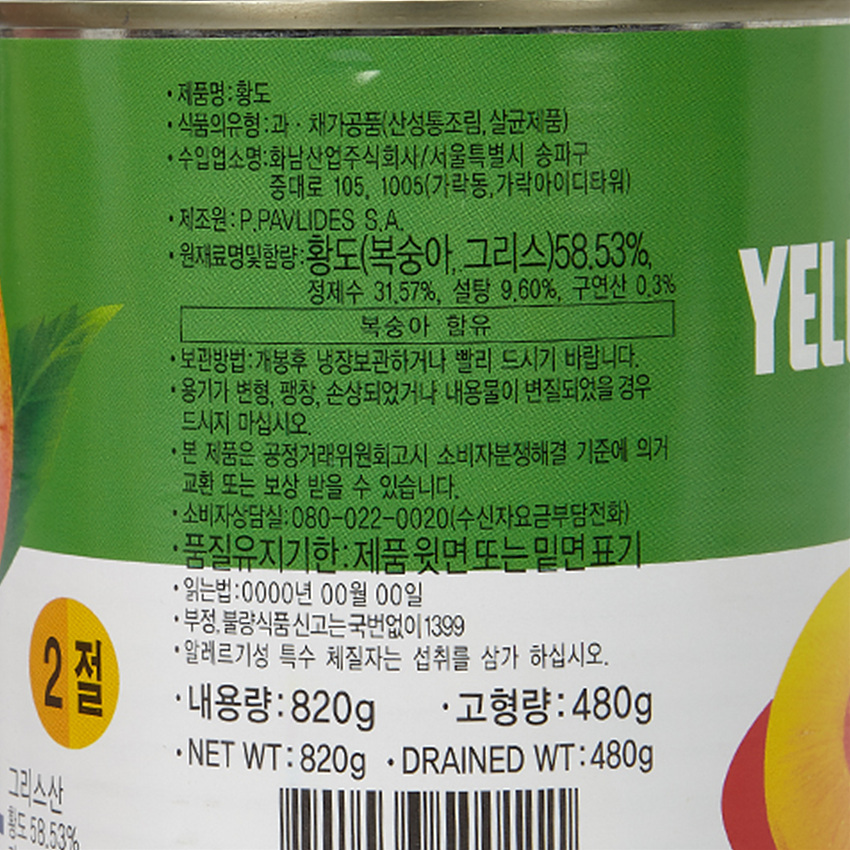 ·제품명:황도
·식품의유형:과·채가공품(산성통조림,살균제품)
·수입업소명:화남산업주식회사/서울특별시 송파구
중대로 105, 1005(가락동,가락아이디타워)
·제조원:P.PAVLIDES S.A.
·원재료명및함량:황도(복숭아, 그리스)58.53%,
정제수 31.57%, 설탕 9.60%, 구연산 0.3%
복숭아 함유
·보관방법:개봉후 냉장보관하거나 빨리 드시기 바랍니다.
·용기가 변형, 팽창, 손상되었거나 내용물이 변질되었을 경우
드시지 마십시오.
·본 제품은 공정거래위원회고시 소비자분쟁해결 기준에 의거
교환 또는 보상 받을 수 있습니다.
·소비자상담실:080-022-0020(수신자요금부담전화)
·품질유지기한:제품 윗면 또는 밑면 표기
·읽는법:0000년 00월 00일
·부정,불량식품신고는 국번없이 1399
·알레르기성 특수 체질자는 섭취를 삼가 하십시오.
·내용량:820g ·고형량:480g
·NET WT:820g ·DRAINED WT:480g
2절
그리스산
황도 58.53%
YELL